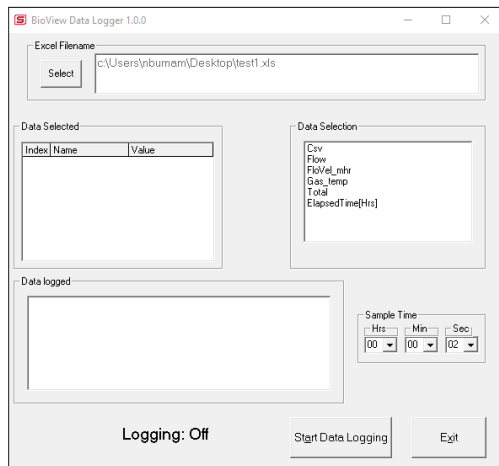 BioView Data Logger 1.0.0
Excel Filename
Select
c:\Users\nburnam\Desktop\test1.xls
Data Selected
Index Name Value
Data Selection
Csv
Flow
FloVel_mhr
Gas_temp
Total
ElapsedTime[Hrs]
Data logged
Sample Time
Hrs Min Sec
00 00 02
Logging: Off
Start Data Logging
Exit